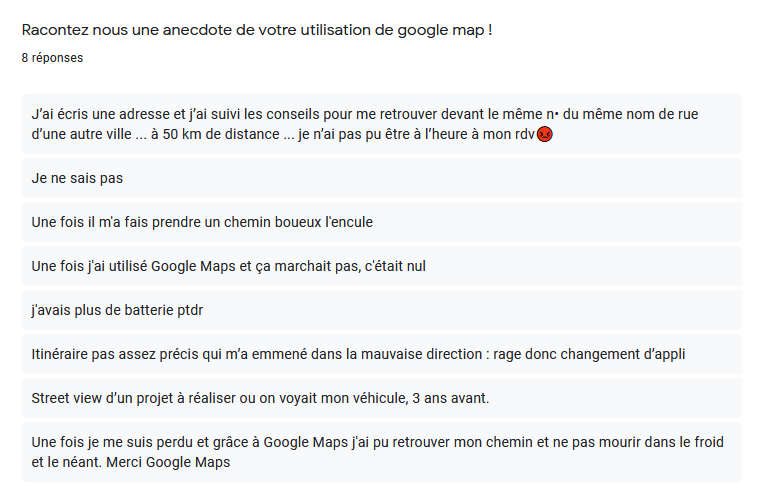 Racontez nous une anecdote de votre utilisation de google map !
8 réponses
J’ai écris une adresse et j’ai suivi les conseils pour me retrouver devant le même n• du même nom de rue
d’une autre ville ... à 50 km de distance ... je n’ai pas pu être à l’heure à mon rdv😡
Je ne sais pas
Une fois il m'a fais prendre un chemin boueux l'encule
Une fois j'ai utilisé Google Maps et ça marchait pas, c'était nul
j'avais plus de batterie ptdr
Itinéraire pas assez précis qui m’a emmené dans la mauvaise direction : rage donc changement d’appli
Street view d’un projet à réaliser ou on voyait mon véhicule, 3 ans avant.
Une fois je me suis perdu et grâce à Google Maps j'ai pu retrouver mon chemin et ne pas mourir dans le froid
et le néant. Merci Google Maps